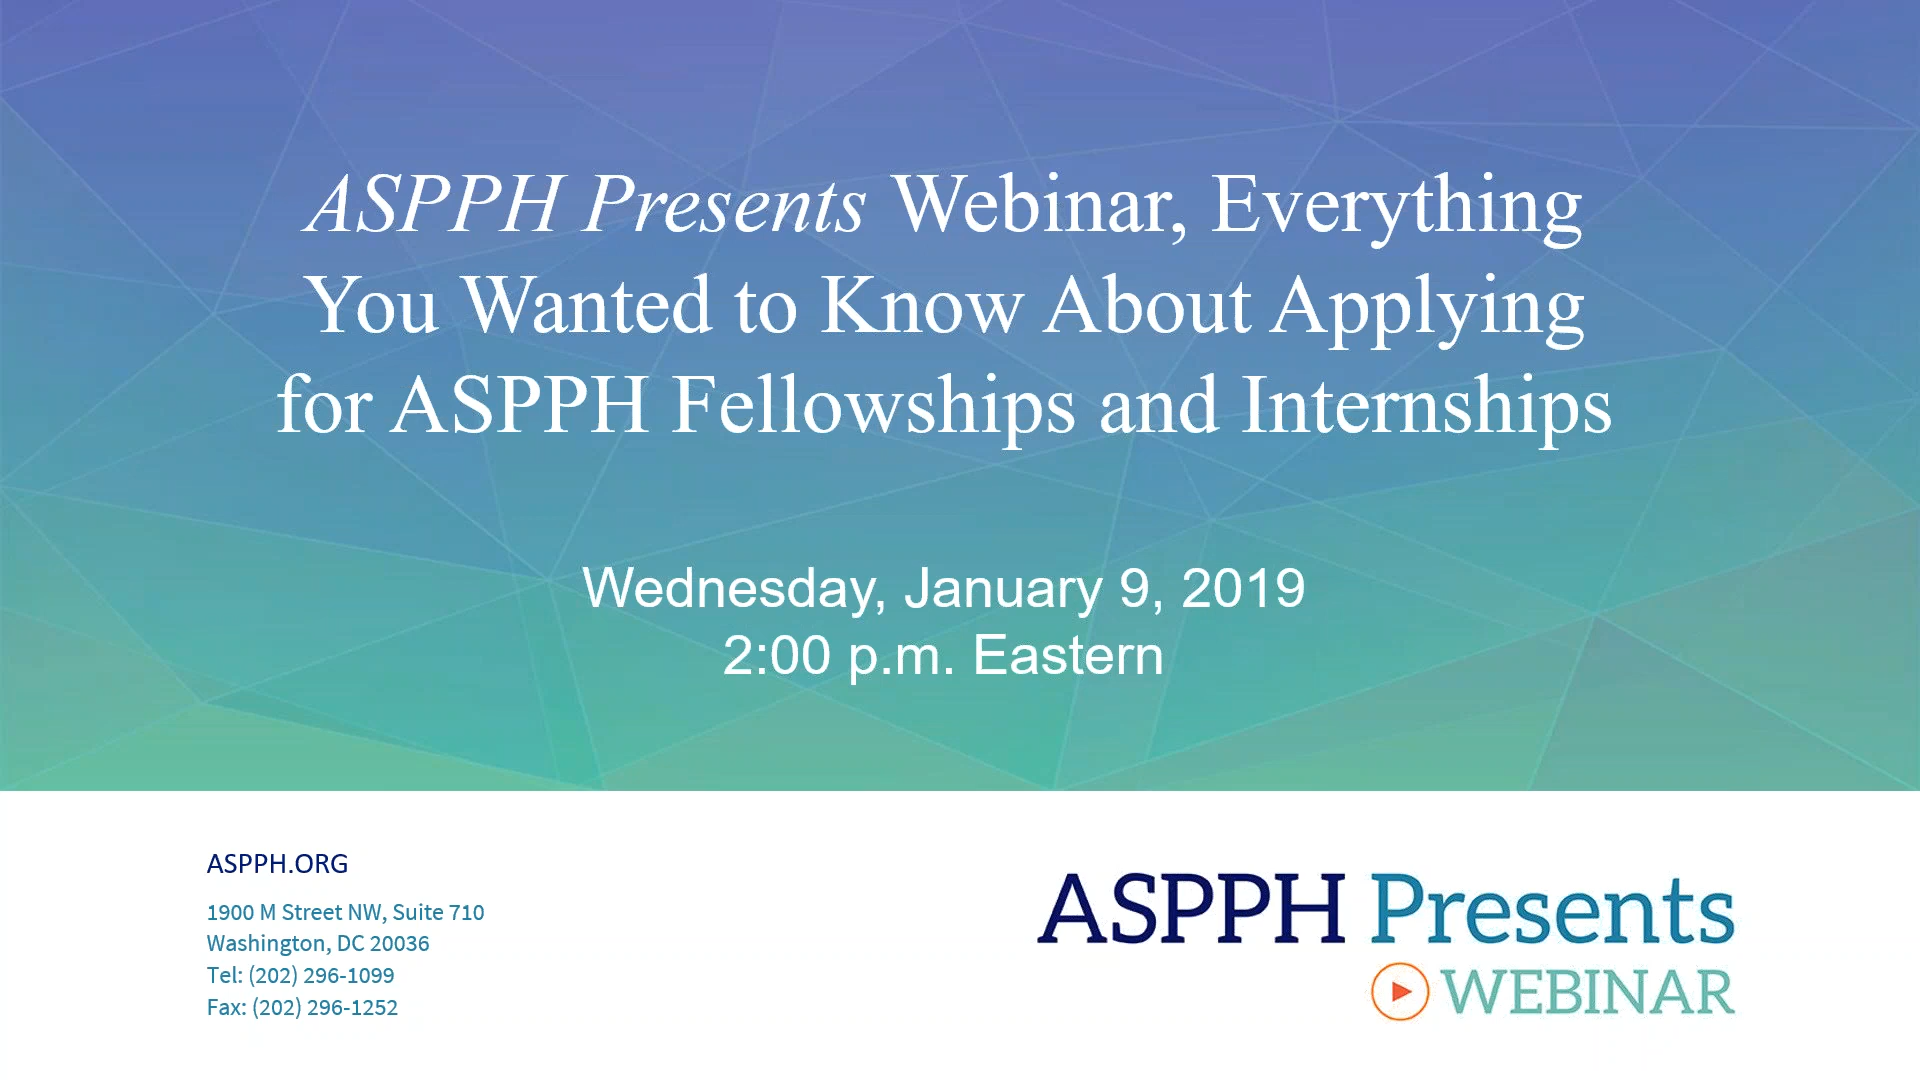 ASPPH Presents Webinar, Everything
You Wanted to Know About Applying
for ASPPH Fellowships and Internships
Wednesday, January 9, 2019
2:00 p.m. Eastern
ASPPH.ORG
1900 M Street NW, Suite 710
Washington, DC 20036
Tel: (202) 296-1099
Fax: (202) 296-1252
ASPPH Presents
WEBINAR